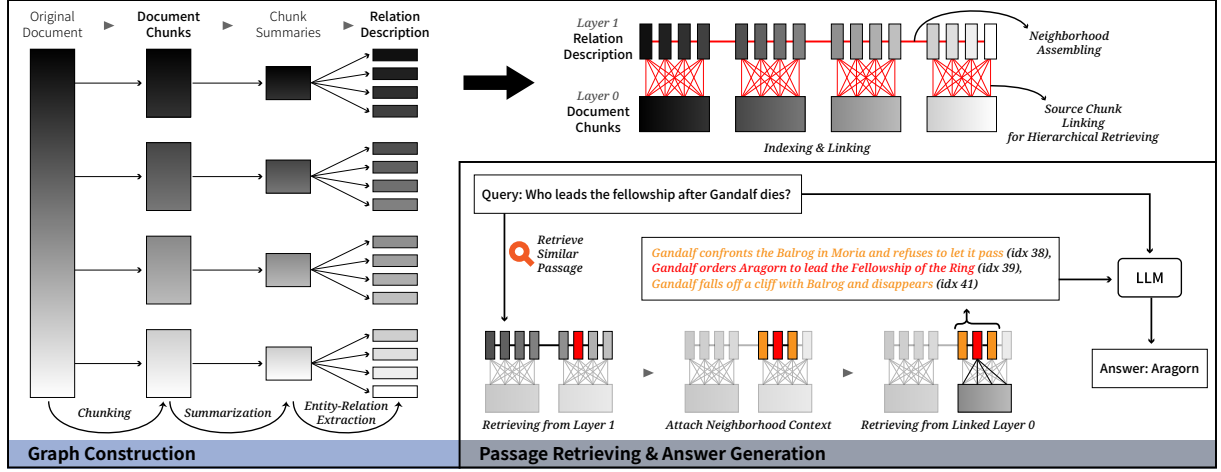 Original
Document
Document
Chunks
Chunk
Summaries
Relation
Description
Chunking
Summarization
Entity-Relation
Extraction
Graph Construction
Layer 1
Relation
Description
Layer 0
Document
Chunks
Neighborhood
Assembling
Source Chunk
Linking
for Hierarchical Retrieving
Indexing & Linking
Query: Who leads the fellowship after Gandalf dies?
Retrieve
Similar
Passage
Gandalf confronts the Balrog in Moria and refuses to let it pass (idx 38),
Gandalf orders Aragorn to lead the Fellowship of the Ring (idx 39),
Gandalf falls off a cliff with Balrog and disappears (idx 41)
LLM
Answer: Aragorn
Retrieving from Layer 1
Attach Neighborhood Context
Retrieving from Linked Layer 0
Passage Retrieving & Answer Generation